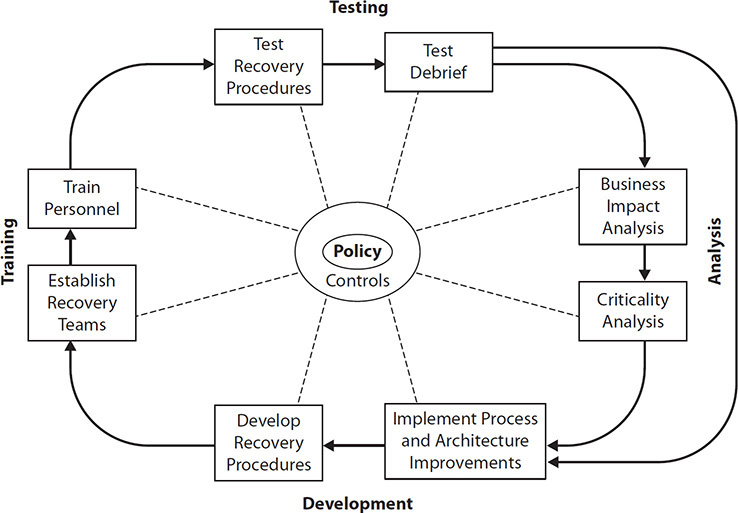 Testing
Test
Recovery
Procedures
Test
Debrief
Train
Personnel
Business
Impact
Analysis
Training
Policy
Controls
Analysis
Establish
Recovery
Teams
Criticality
Analysis
Develop
Recovery
Procedures
Implement Process
and Architecture
Improvements
Development